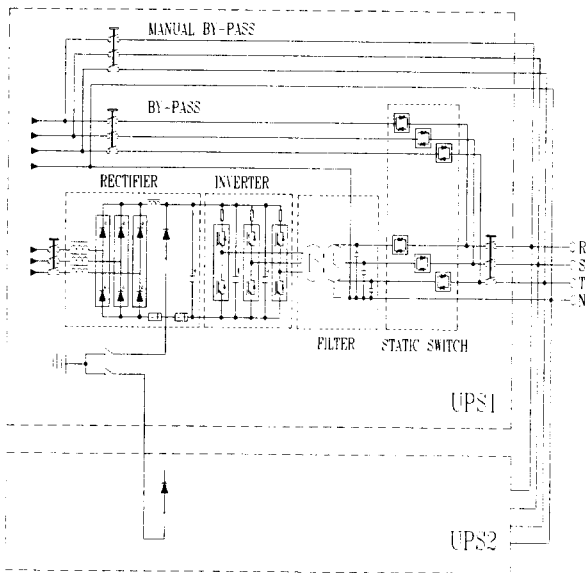 MANUAL BY-PASS
BY-PASS
RECTIFIER
INVERTER
R
S
T
N
FILTER
STATIC SWITCH
UPS1
UPS2